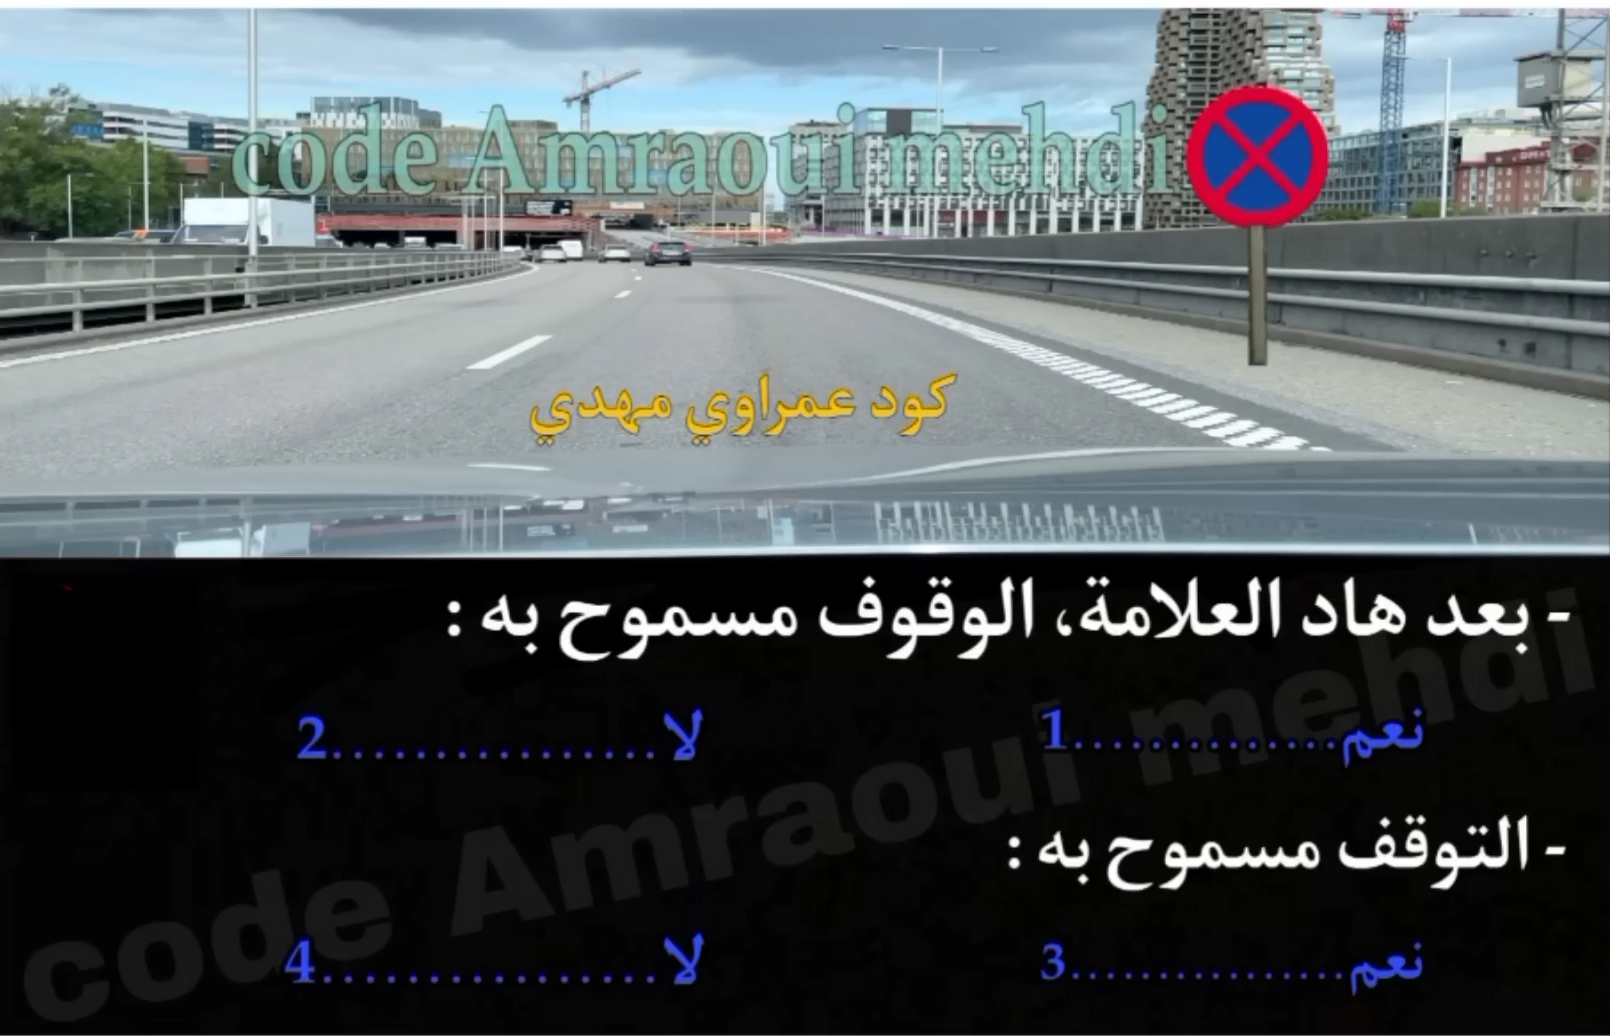 code Amraoui mehdi
كود عمراوي مهدي
- بعد هاد العلامة، الوقوف مسموح به :
نعم..............1 لا................2
- التوقف مسموح به :
نعم...............3 لا.................4
code Amraoui mehdi